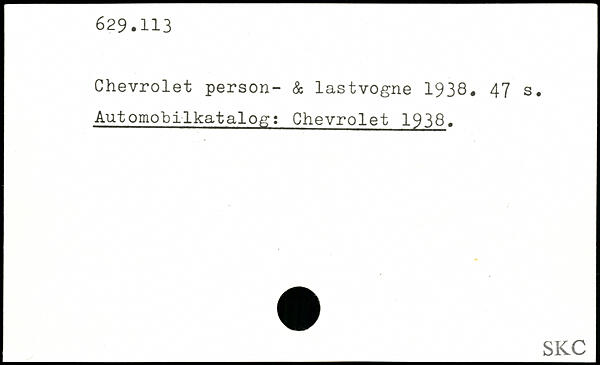 629.113
Chevrolet person- & lastvogne 1938. 47 s.
Automobilkatalog: Chevrolet 1938.
SKC